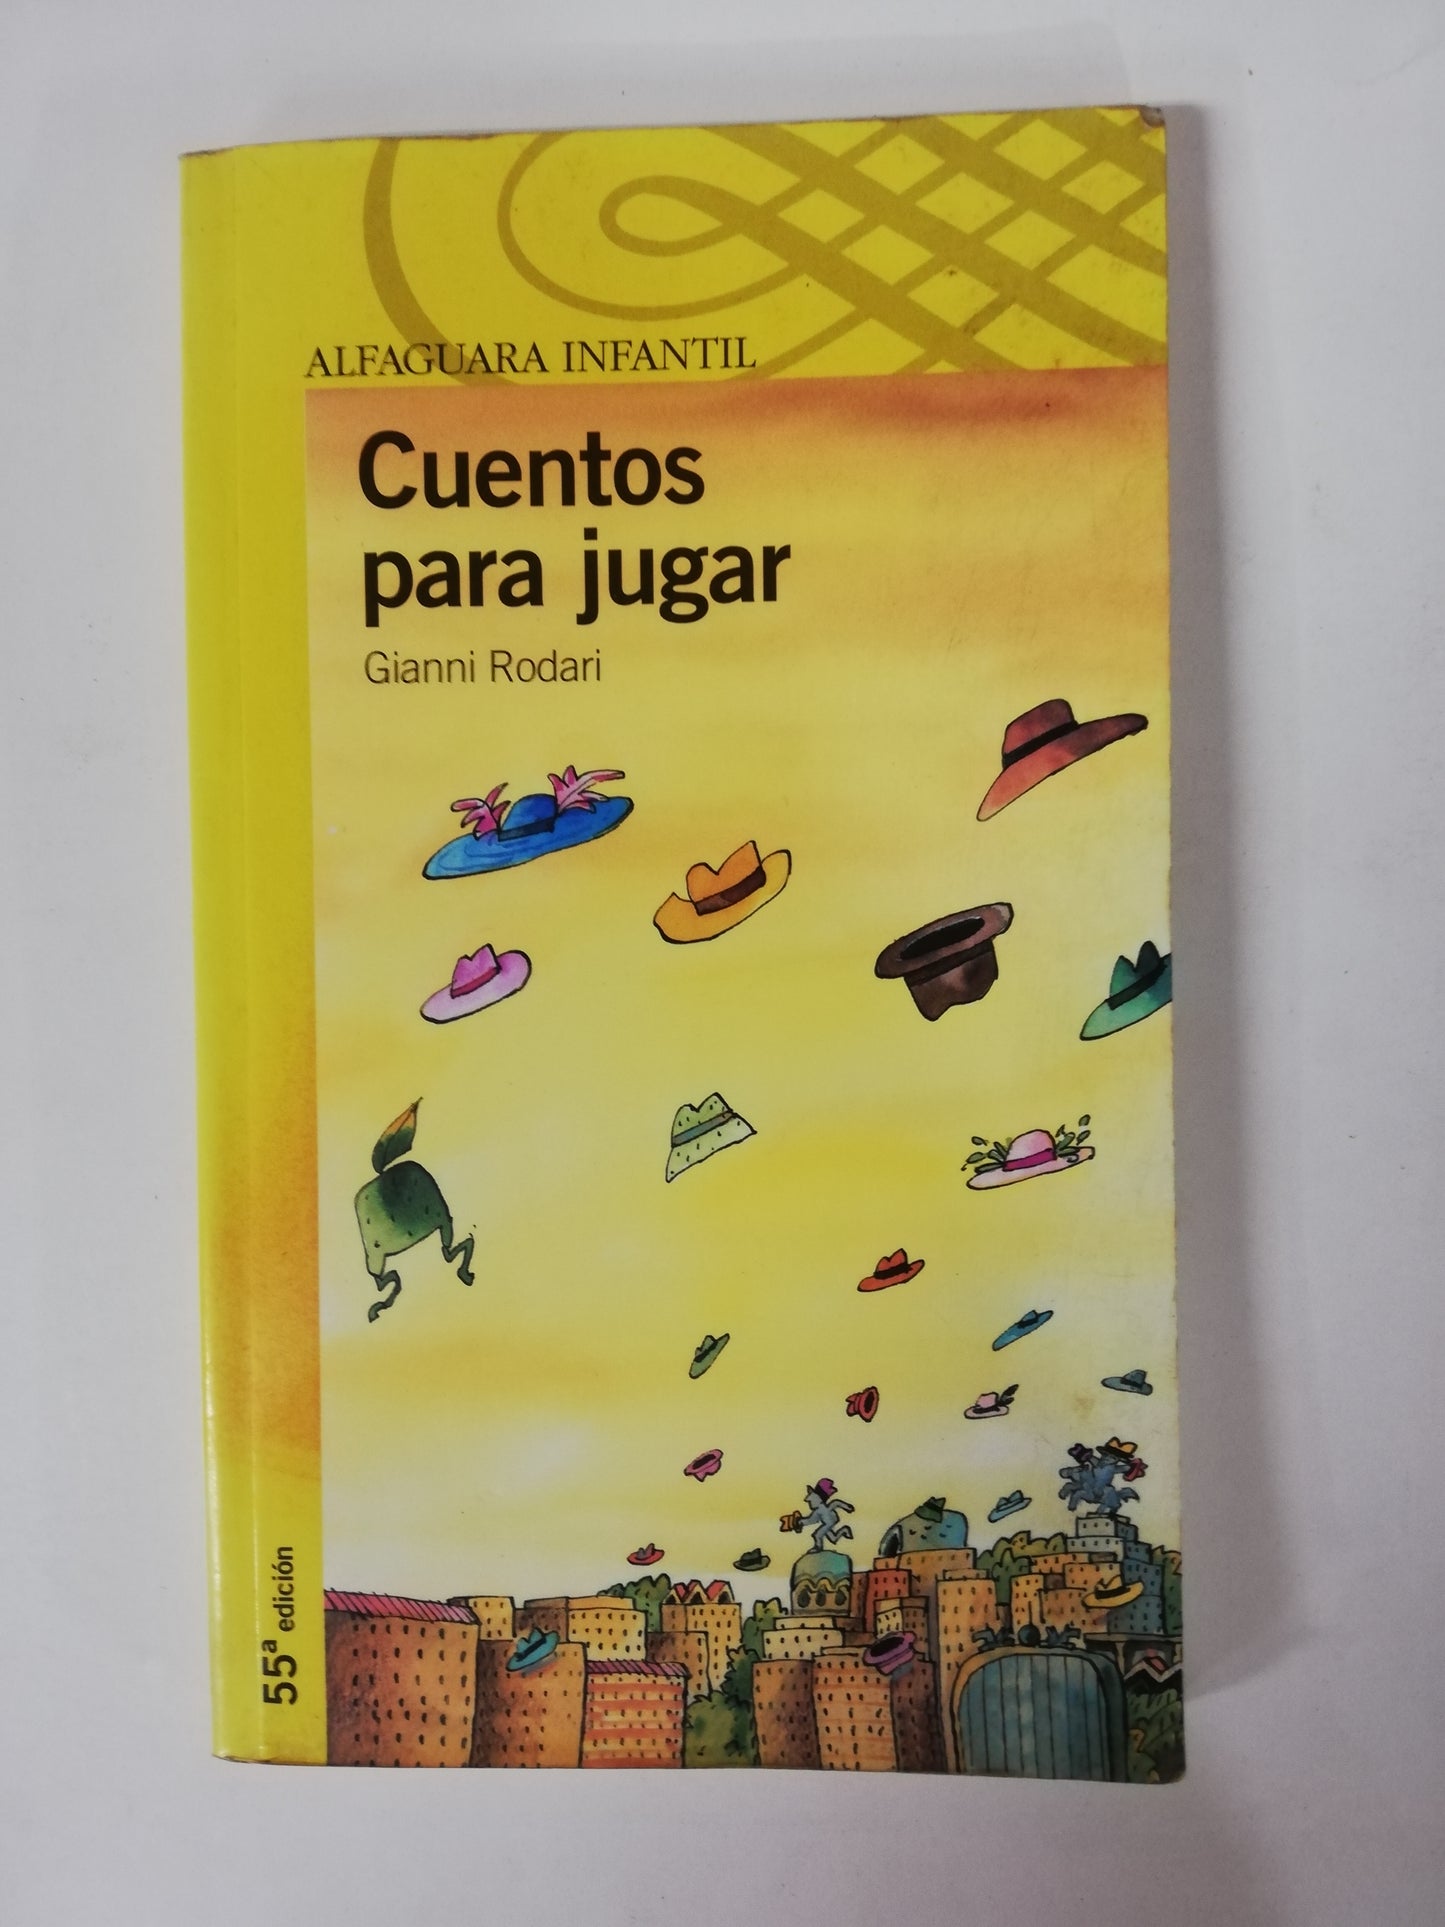 ALFAGUARA INFANTIL
Cuentos
para jugar
Gianni Rodari
55ª edición